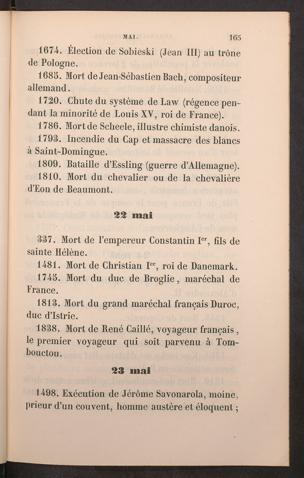 MAI. 165
1674. Élection de Sobieski (Jean III) au trône
de Pologne.
1685. Mort de Jean-Sébastien Bach, compositeur
allemand.
1720. Chute du système de Law (régence pen-
dant la minorité de Louis XV, roi de France).
1786. Mort de Scheele, illustre chimiste danois.
1793. Incendie du Cap et massacre des blancs
à Saint-Domingue.
1809. Bataille d'Essling (guerre d'Allemagne).
1810. Mort du chevalier ou de la chevalière
d'Eon de Beaumont.
22 mai
337. Mort de l'empereur Constantin Ier, fils de
sainte Hélène.
1481. Mort de Christian Ier, roi de Danemark.
1745. Mort du duc de Broglie, maréchal de
France.
1813. Mort du grand maréchal français Duroc,
duc d'Istrie.
1838. Mort de René Caillé, voyageur français,
le premier voyageur qui soit parvenu à Tom-
bouctou.
23 mai
1498. Exécution de Jérôme Savonarola, moine,
prieur d'un couvent, homme austère et éloquent ;